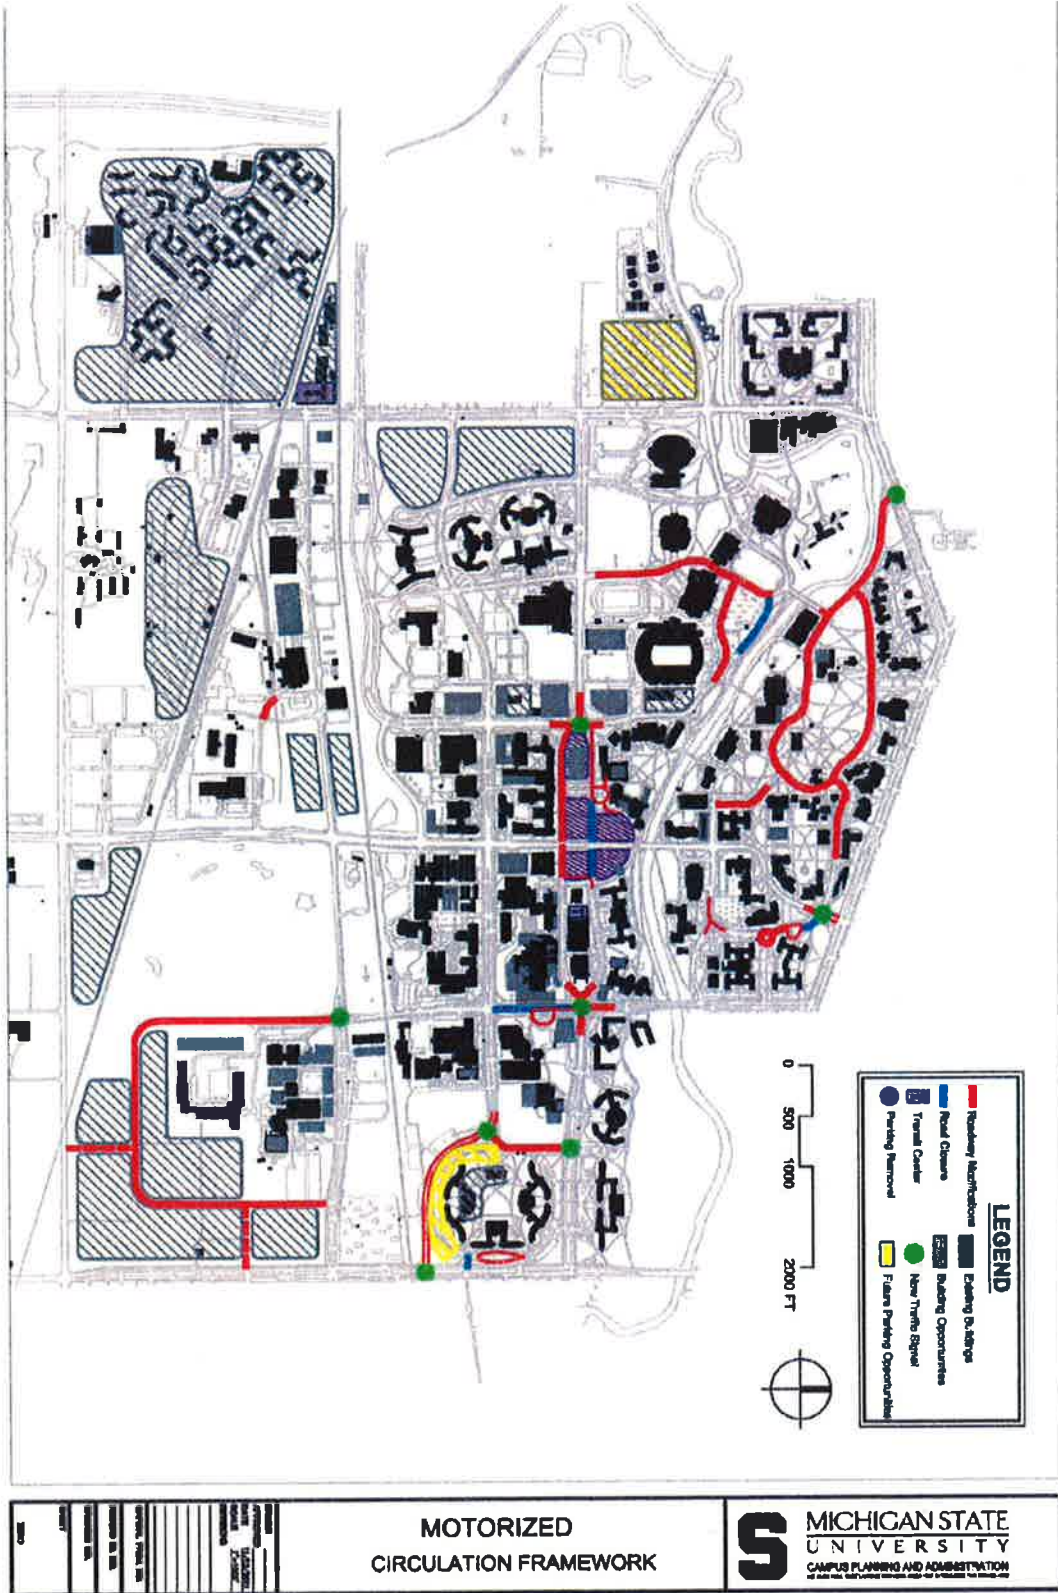 LEGEND
Roadway Modifications
Road Closure
Transit Center
Parking Removal
Existing Buildings
Building Opportunities
New Traffic Signal
Future Parking Opportunities
0
500
1000
2000 FT
MOTORIZED
CIRCULATION FRAMEWORK
S
MICHIGAN STATE
UNIVERSITY
CAMPUS PLANNING AND ADMINISTRATION